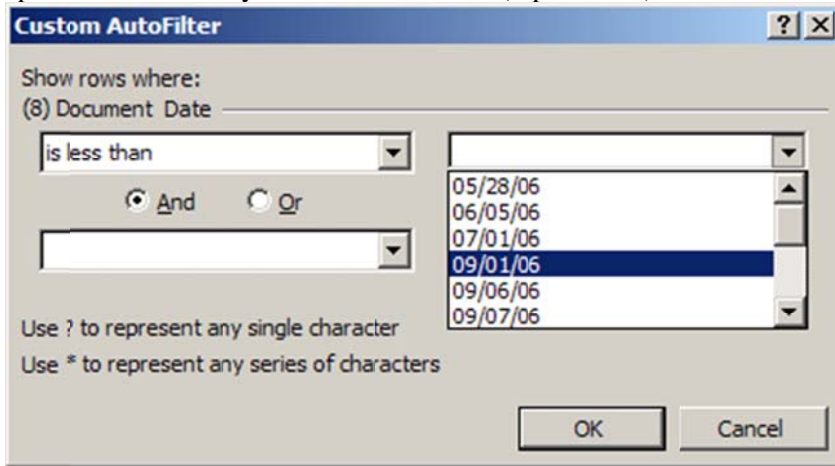 Custom AutoFilter ? X
Show rows where:
(8) Document Date
is less than
And Or
05/28/06
06/05/06
07/01/06
09/01/06
09/06/06
09/07/06
Use ? to represent any single character
Use * to represent any series of characters
OK Cancel